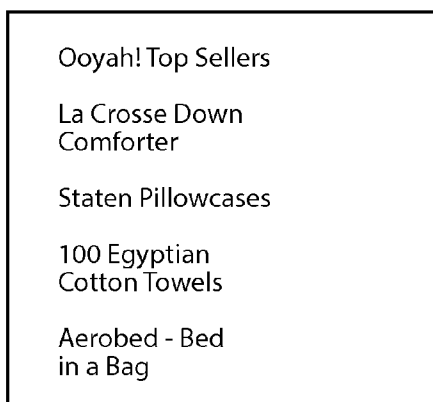 Ooyah! Top Sellers
La Crosse Down
Comforter
Staten Pillowcases
100 Egyptian
Cotton Towels
Aerobed - Bed
in a Bag